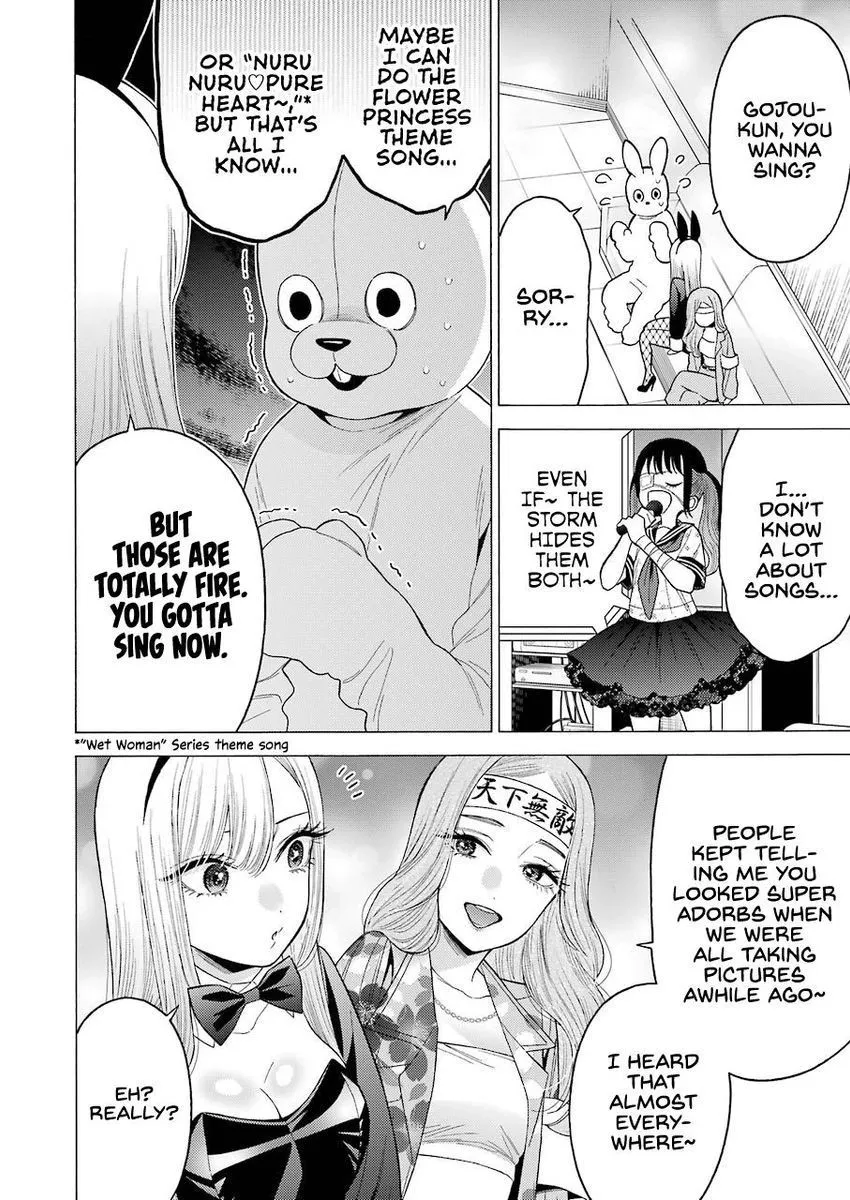 GOJOU-
KUN, YOU
WANNA
SING?
SOR-
RY...
I...
DON'T
KNOW
A LOT
ABOUT
SONGS...
EVEN
IF~ THE
STORM
HIDES
THEM
BOTH~
MAYBE
I CAN
DO THE
FLOWER
PRINCESS
THEME
SONG...
OR "NURU
NURU♡PURE
HEART~,"*
BUT THAT'S
ALL I
KNOW...
BUT
THOSE ARE
TOTALLY FIRE.
YOU GOTTA
SING NOW.
*"Wet Woman" Series theme song
天下無敵
PEOPLE
KEPT TELL-
ING ME YOU
LOOKED SUPER
ADORBS WHEN
WE WERE
ALL TAKING
PICTURES
AWHILE AGO~
I HEARD
THAT
ALMOST
EVERY-
WHERE~
EH?
REALLY?